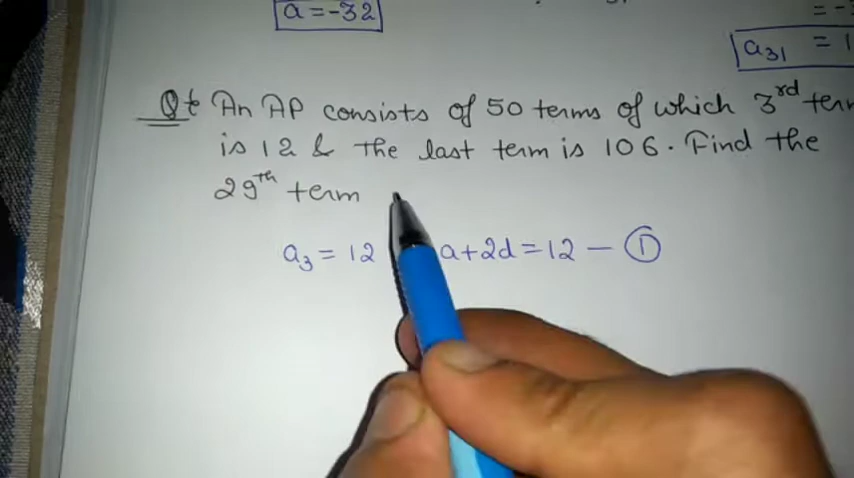 a = -32
= -
a31 = 1
Q6 An AP consists of 50 terms of which 3rd term
is 12 & the last term is 106. Find the
29th term
a3 = 12 a+2d = 12 — ①